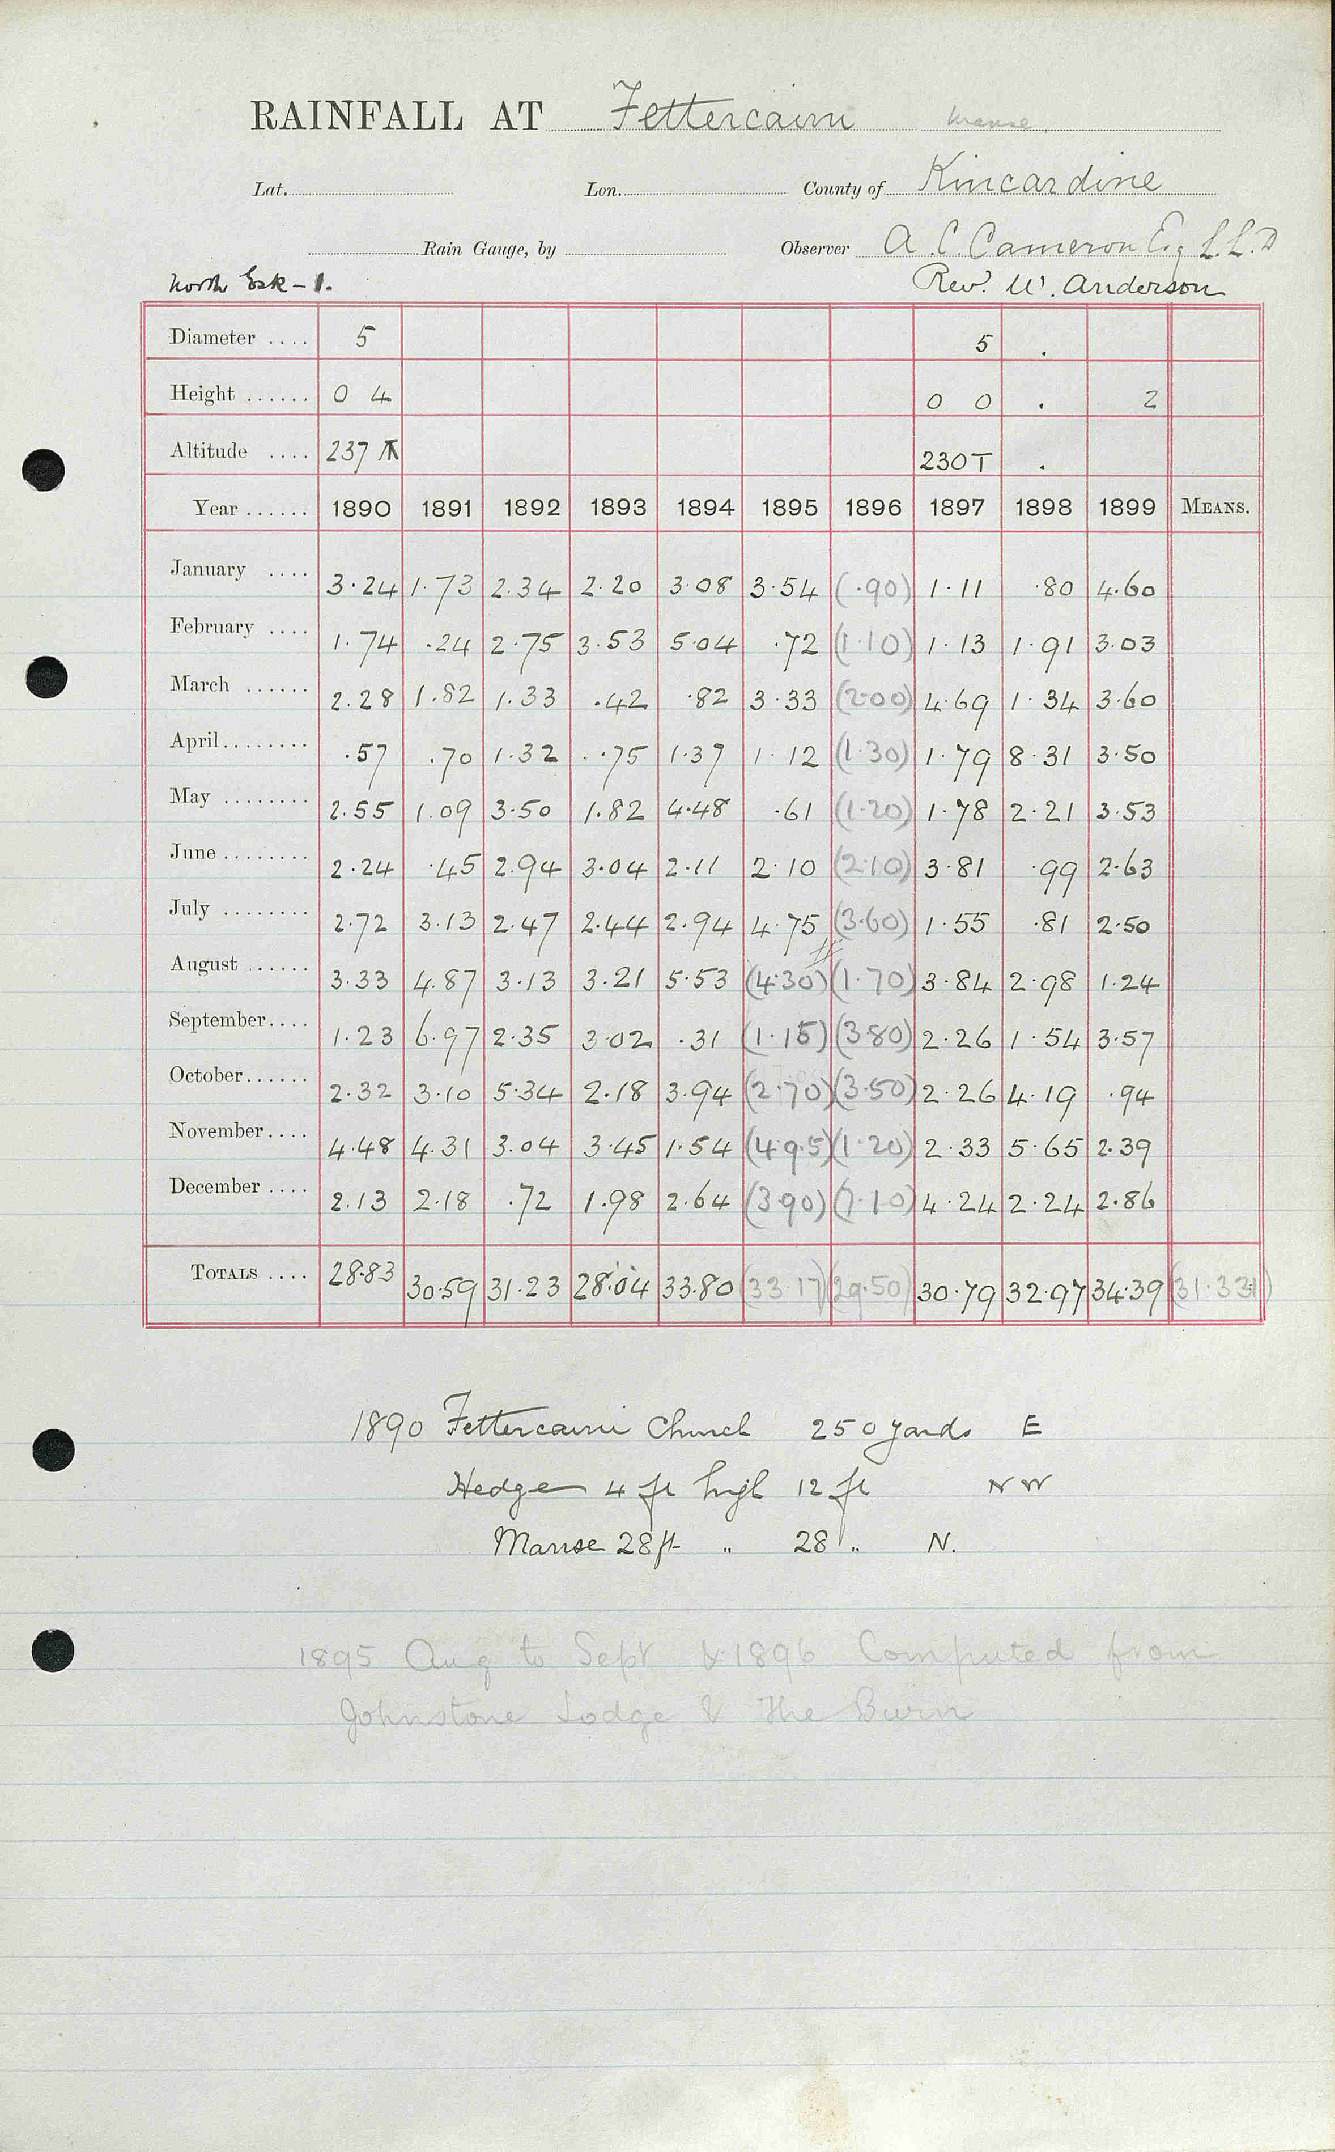 RAINFALL AT Fettercairn Manse.
Lat. Lon. County of Kincardine
Rain Gauge, by Observer A. C. Cameron Esq L.L.D
North Esk - 1. Rev. W. Anderson
Diameter .... 5 5 .
Height ...... 0 4 0 0 . 2
Altitude .... 237 230T .
Year ...... 1890 1891 1892 1893 1894 1895 1896 1897 1898 1899 MEANS.
January .... 3.24 1.73 2.34 2.20 3.08 3.54 (.90) 1.11 .80 4.60
February .... 1.74 .24 2.75 3.53 5.04 .72 (1.10) 1.13 1.91 3.03
March ...... 2.28 1.82 1.33 .42 .82 3.33 (2.00) 4.69 1.34 3.60
April........ .57 .70 1.32 .75 1.37 1.12 (1.30) 1.79 8.31 3.50
May ........ 2.55 1.09 3.50 1.82 4.48 .61 (1.20) 1.78 2.21 3.53
June ........ 2.24 .45 2.94 3.04 2.11 2.10 (2.10) 3.81 .99 2.63
July ........ 2.72 3.13 2.47 2.44 2.94 4.75 (3.60) 1.55 .81 2.50
August ...... 3.33 4.87 3.13 3.21 5.53 (4.30) (1.70) 3.84 2.98 1.24
September.... 1.23 6.97 2.35 3.02 .31 (1.15) (3.80) 2.26 1.54 3.57
October...... 2.32 3.10 5.34 2.18 3.94 (2.70) (3.50) 2.26 4.19 .94
November.... 4.48 4.31 3.04 3.45 1.54 (4.95) (1.20) 2.33 5.65 2.39
December .... 2.13 2.18 .72 1.98 2.64 (3.90) (7.10) 4.24 2.24 2.86
TOTALS .... 28.83 30.59 31.23 28.04 33.80 (33.17) (29.50) 30.79 32.97 34.39 (31.331)
1890 Fettercairn Church 250 yards E
Hedge 4 ft high 12 ft NW
Manse 28 ft " 28 " N.
1895 Aug to Sept & 1896 Computed from
Johnstone Lodge & The Burn